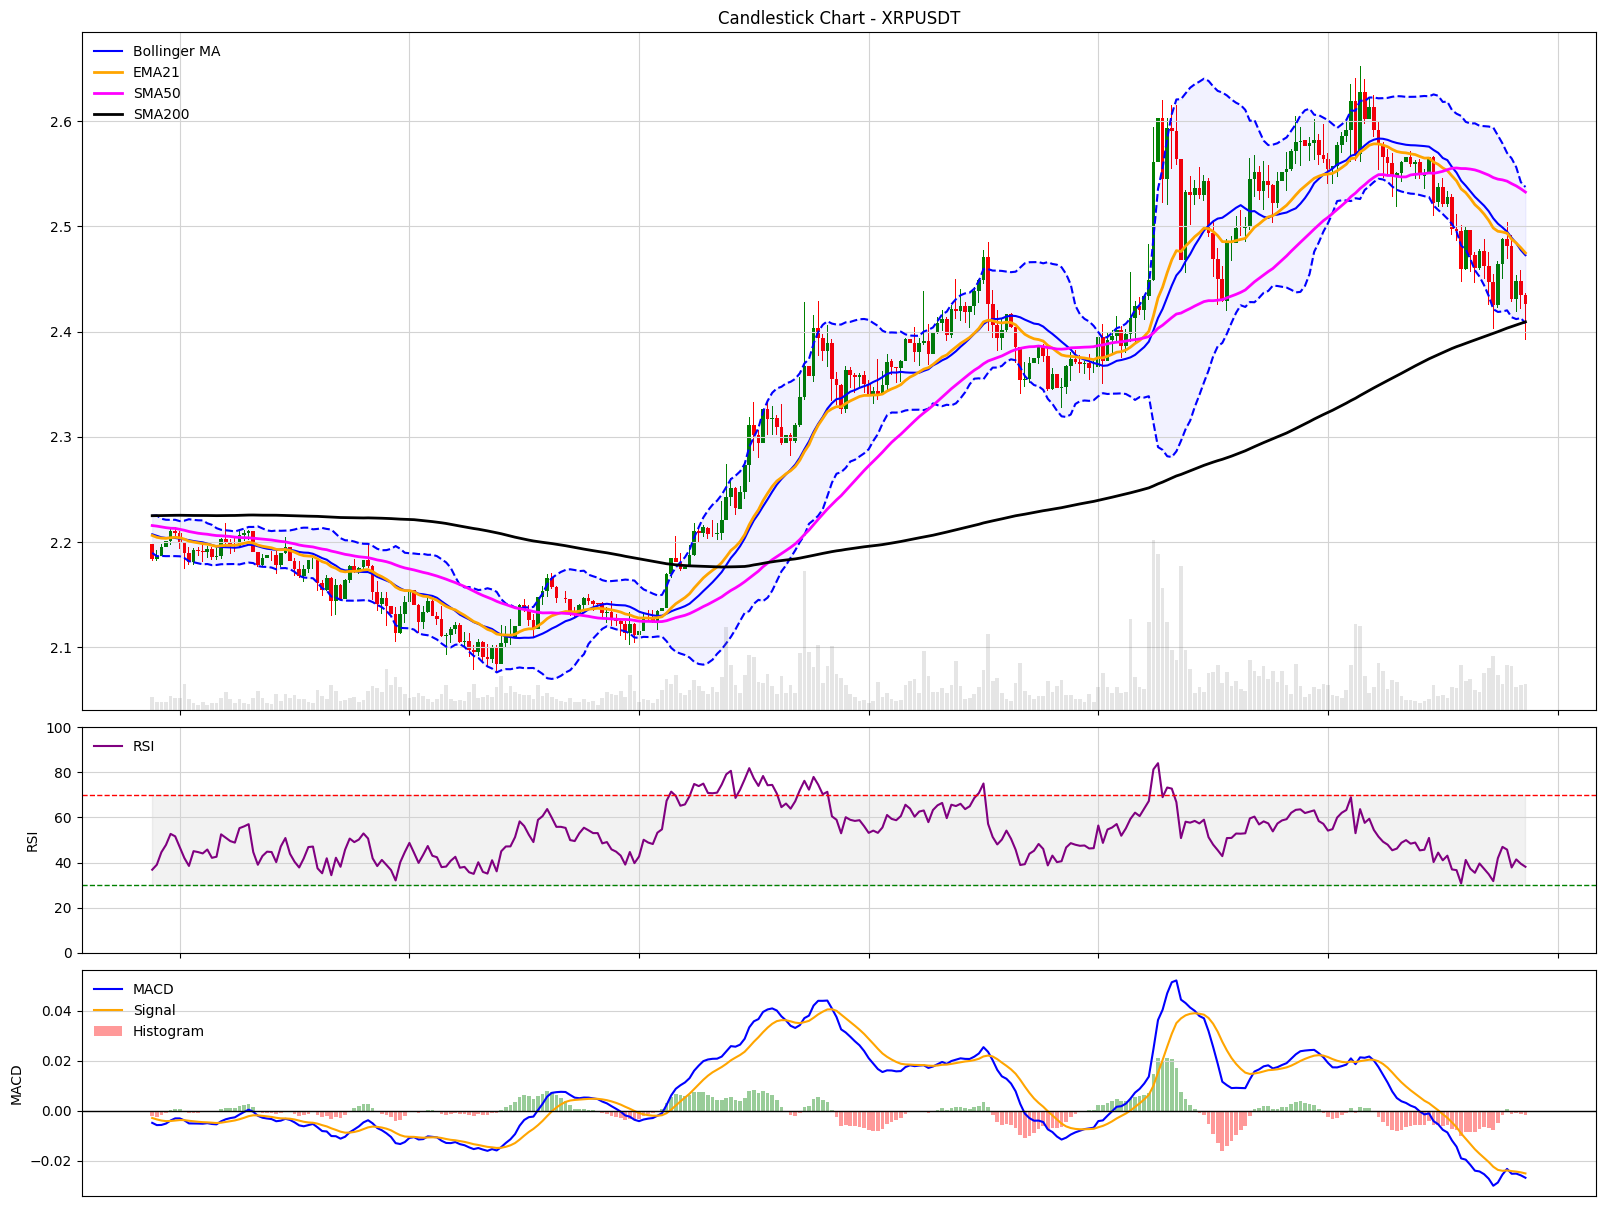 Candlestick Chart - XRPUSDT
Bollinger MA
EMA21
SMA50
SMA200
2.6
2.5
2.4
2.3
2.2
2.1
100
80
60
40
20
0
RSI
RSI
MACD
Signal
Histogram
0.04
0.02
0.00
−0.02
MACD